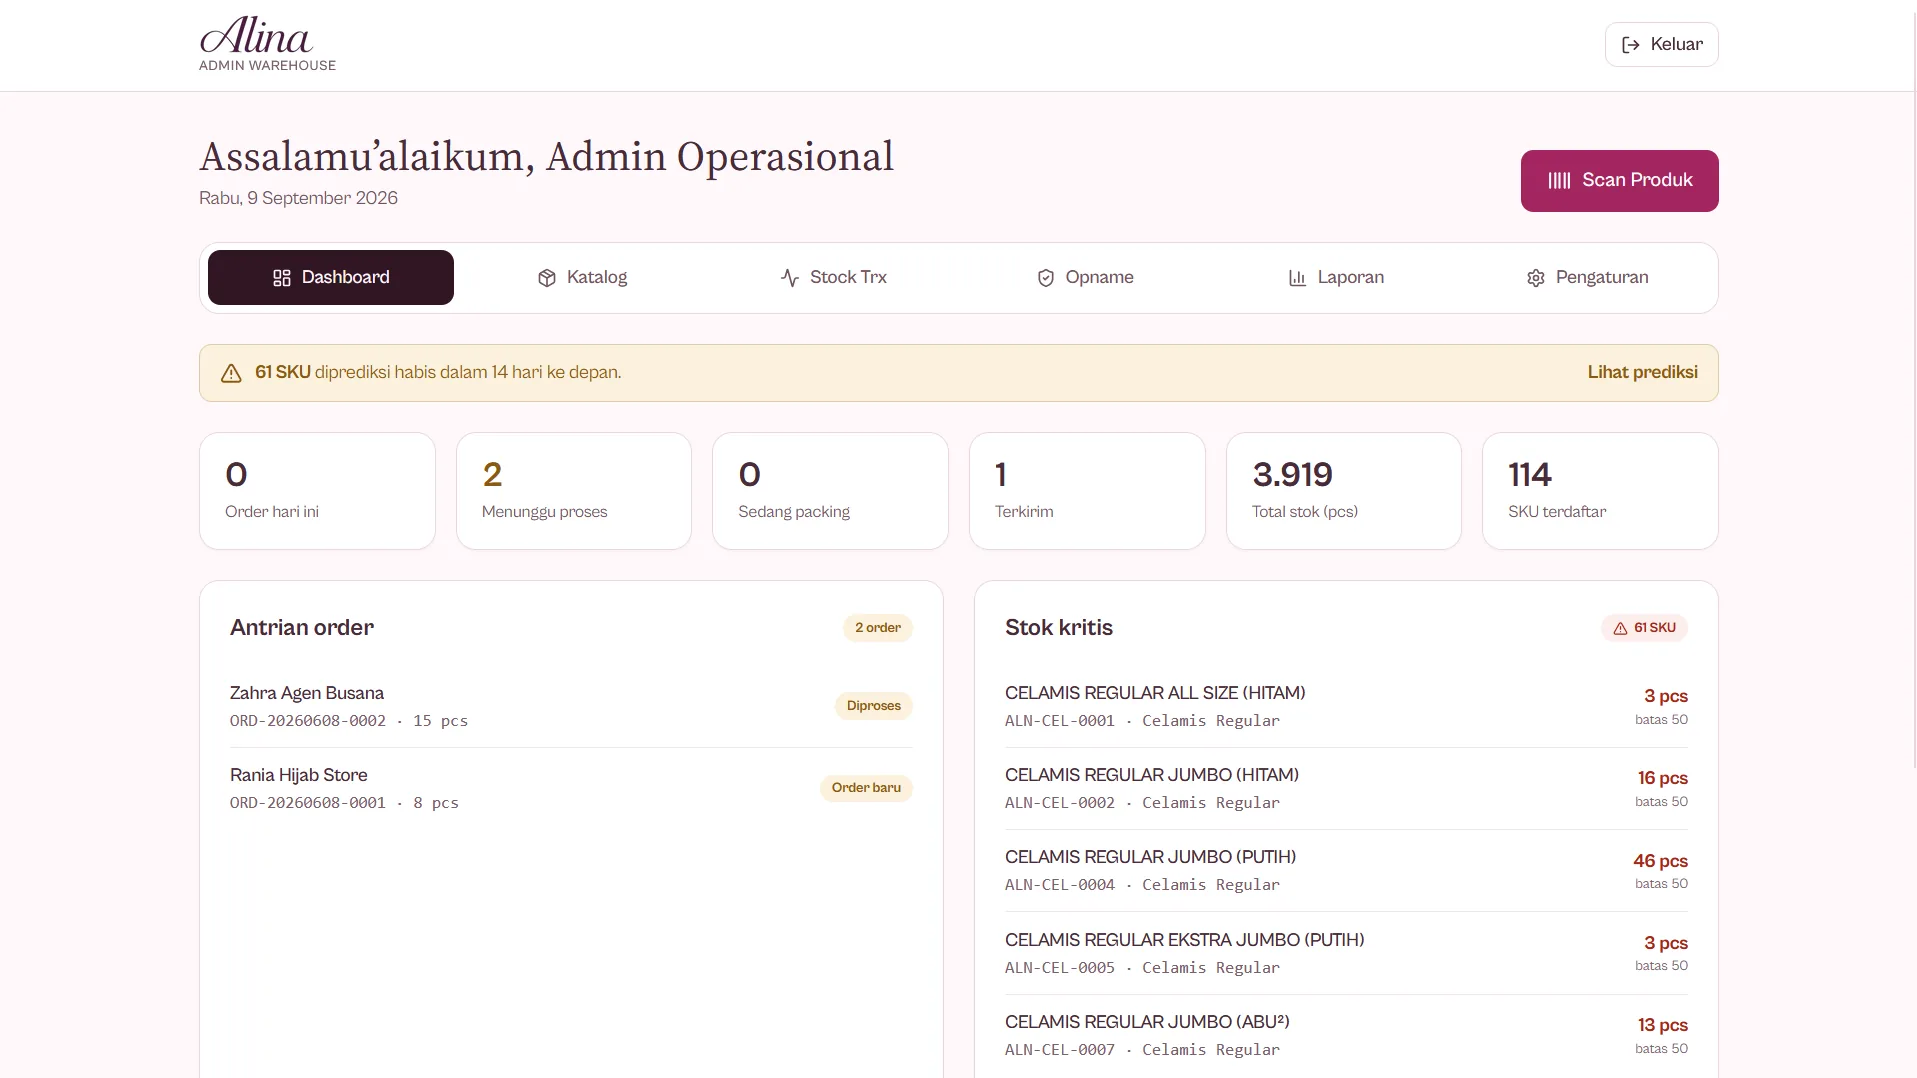 Alina
ADMIN WAREHOUSE
Keluar
Assalamu’alaikum, Admin Operasional
Rabu, 9 September 2026
Scan Produk
Dashboard
Katalog
Stock Trx
Opname
Laporan
Pengaturan
61 SKU diprediksi habis dalam 14 hari ke depan.
Lihat prediksi
0
Order hari ini
2
Menunggu proses
0
Sedang packing
1
Terkirim
3.919
Total stok (pcs)
114
SKU terdaftar
Antrian order
2 order
Zahra Agen Busana
ORD-20260608-0002 · 15 pcs
Diproses
Rania Hijab Store
ORD-20260608-0001 · 8 pcs
Order baru
Stok kritis
61 SKU
CELAMIS REGULAR ALL SIZE (HITAM)
ALN-CEL-0001 · Celamis Regular
3 pcs
batas 50
CELAMIS REGULAR JUMBO (HITAM)
ALN-CEL-0002 · Celamis Regular
16 pcs
batas 50
CELAMIS REGULAR JUMBO (PUTIH)
ALN-CEL-0004 · Celamis Regular
46 pcs
batas 50
CELAMIS REGULAR EKSTRA JUMBO (PUTIH)
ALN-CEL-0005 · Celamis Regular
3 pcs
batas 50
CELAMIS REGULAR JUMBO (ABU²)
ALN-CEL-0007 · Celamis Regular
13 pcs
batas 50